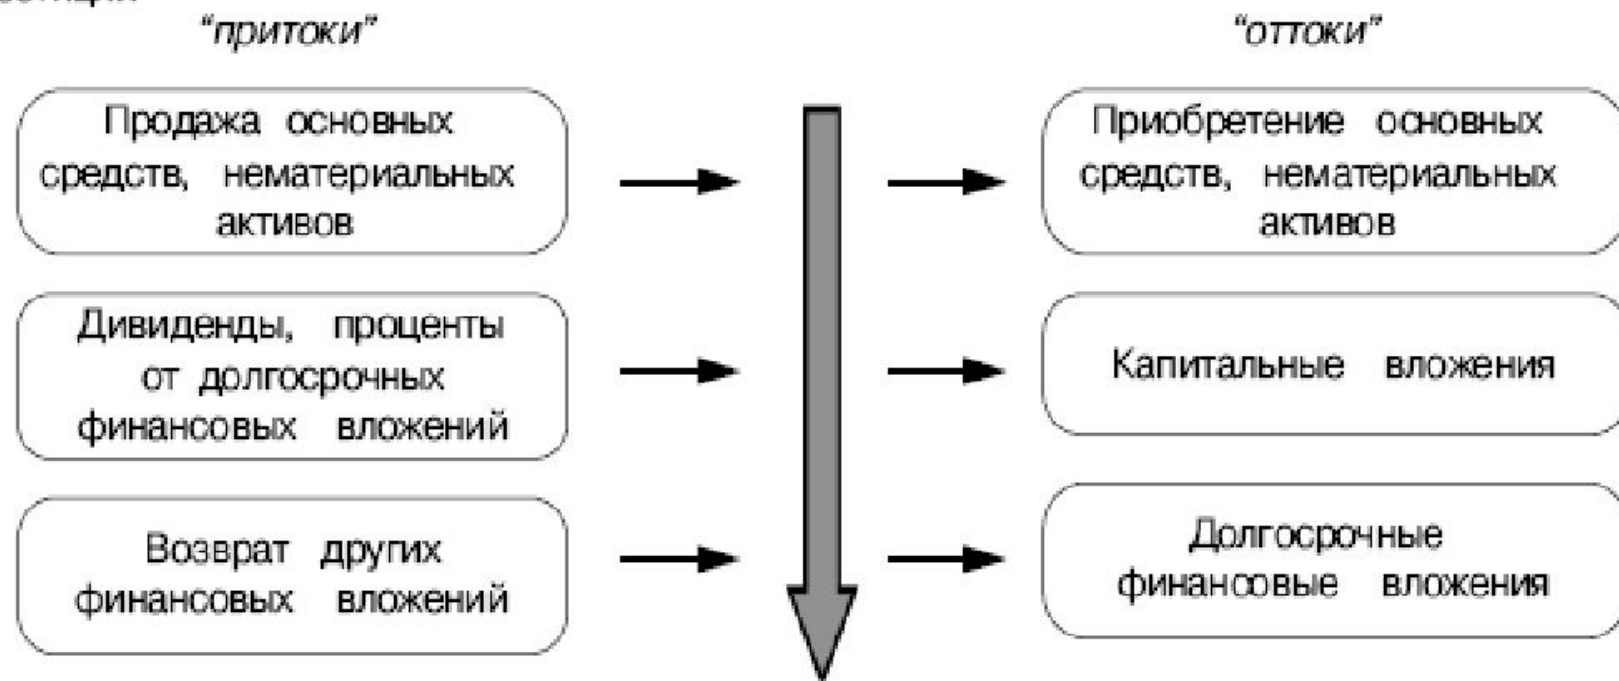 “притоки”
“оттоки”
Продажа основных
средств, нематериальных
активов
Приобретение основных
средств, нематериальных
активов
Дивиденды, проценты
от долгосрочных
финансовых вложений
Капитальные вложения
Возврат других
финансовых вложений
Долгосрочные
финансовые вложения